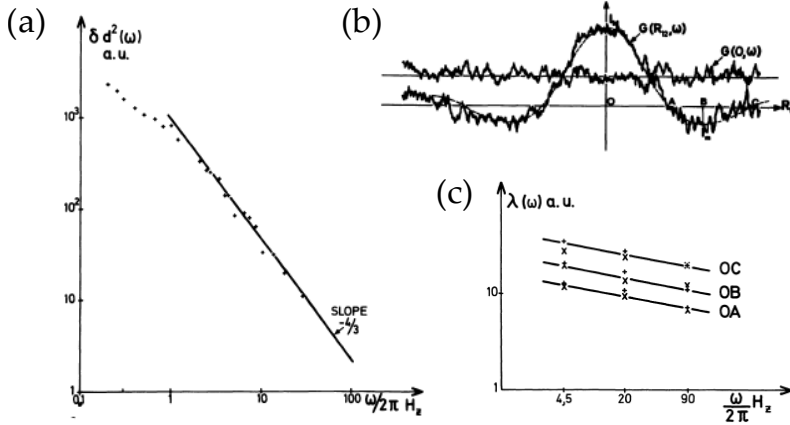 (a)
δ d²(ω)
a.u.
10³
10²
10
1
0.1
1
10
100
ω/2π Hz
SLOPE
-4/3
(b)
G(R₁₂,ω)
G(0,ω)
O
A
B
C
R
(c)
λ(ω) a.u.
10
1
OC
OB
OA
4,5
20
90
ω/2π Hz